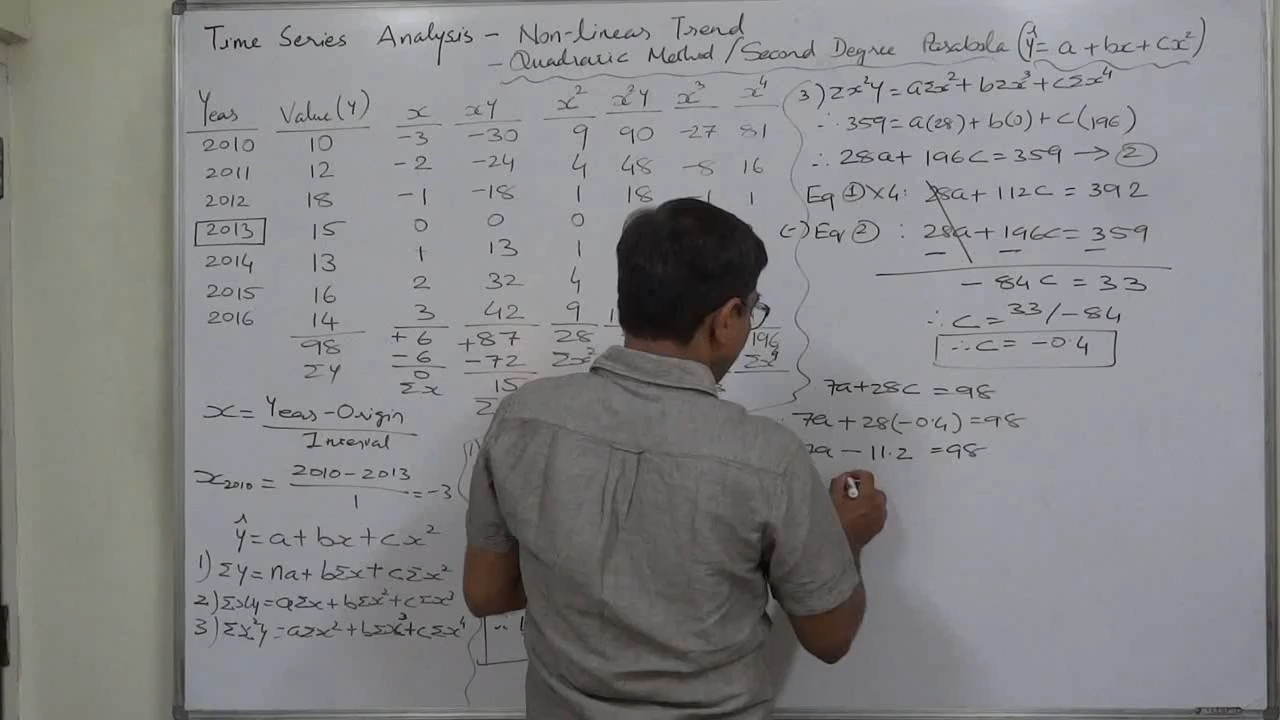 Time Series Analysis - Non-linear Trend
- Quadratic Method/Second Degree Parabola (ŷ = a + bx + cx²)
Year Value (Y) x xY x² x²Y x³ x⁴
2010 10 -3 -30 9 90 -27 81
2011 12 -2 -24 4 48 -8 16
2012 18 -1 -18 1 18 -1 1
2013 15 0 0 0
2014 13 + 13 1
2015 16 2 32 4
2016 14 3 42 9
98 +6 +87 28 196
ΣY -6 -72 Σx² Σx⁴
0 15
Σx
x = Year-Origin
Interval
x2010 = 2010-2013
1 = -3
ŷ = a + bx + cx²
1) Σy = na + bΣx + cΣx²
2) Σxy = aΣx + bΣx² + cΣx³
3) Σx²y = aΣx² + bΣx³ + cΣx⁴
3) Σx²y = aΣx² + bΣx³ + cΣx⁴
∴ 359 = a(28) + b(0) + c(196)
∴ 28a + 196c = 359 → 2
Eq 1 x4: 28a + 112c = 392
(-) Eq 2 : 28a + 196c = 359
- - -
-84c = 33
∴ c = 33/-84
∴ c = -0.4
7a + 28c = 98
7a + 28(-0.4) = 98
7a - 11.2 = 98